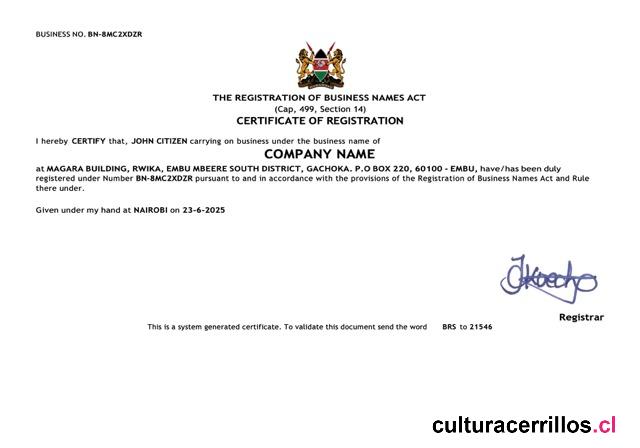 BUSINESS NO. BN-8MC2XDZR
THE REGISTRATION OF BUSINESS NAMES ACT
(Cap, 499, Section 14)
CERTIFICATE OF REGISTRATION
I hereby CERTIFY that, JOHN CITIZEN carrying on business under the business name of
COMPANY NAME
at MAGARA BUILDING, RWIKA, EMBU MBEERE SOUTH DISTRICT, GACHOKA. P.O BOX 220, 60100 - EMBU, have/has been duly
registered under Number BN-8MC2XDZR pursuant to and in accordance with the provisions of the Registration of Business Names Act and Rule
there under.
Given under my hand at NAIROBI on 23-6-2025
Registrar
This is a system generated certificate. To validate this document send the word BRS to 21546
culturacerrillos.cl